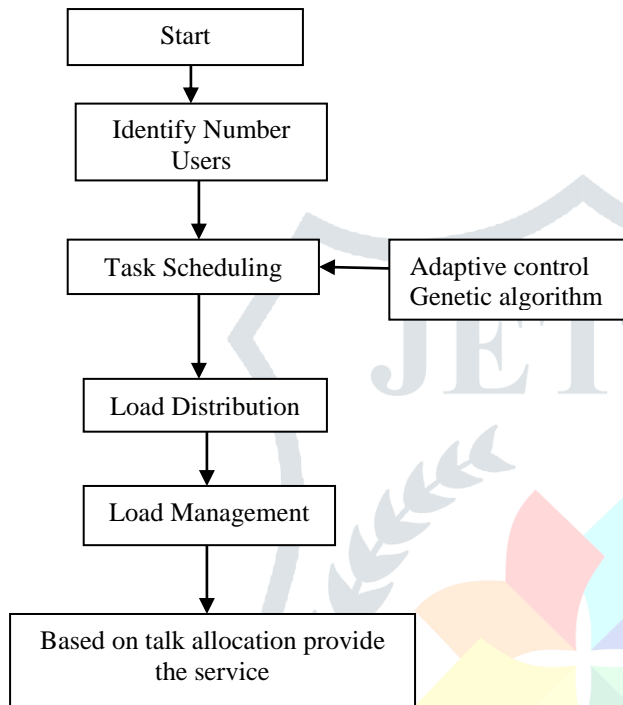 Start
Identify Number
Users
Task Scheduling
Adaptive control
Genetic algorithm
JET
Load Distribution
Load Management
Based on talk allocation provide
the service